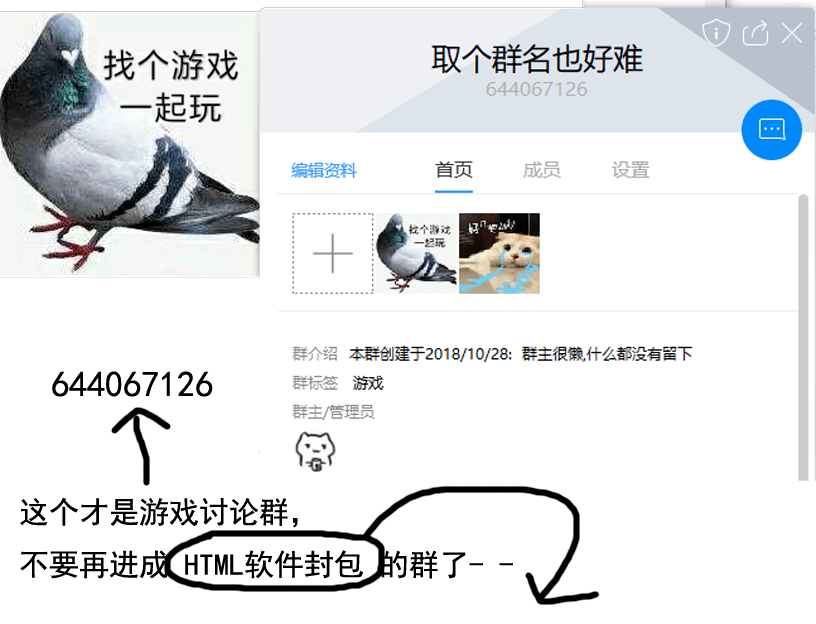 找个游戏
一起玩
取个群名也好难
644067126
编辑资料 首页 成员 设置
找个游戏
一起玩
群介绍 本群创建于2018/10/28: 群主很懒,什么都没有留下
群标签 游戏
群主/管理员
644067126
这个才是游戏讨论群,
不要再进成 HTML软件封包 的群了- -